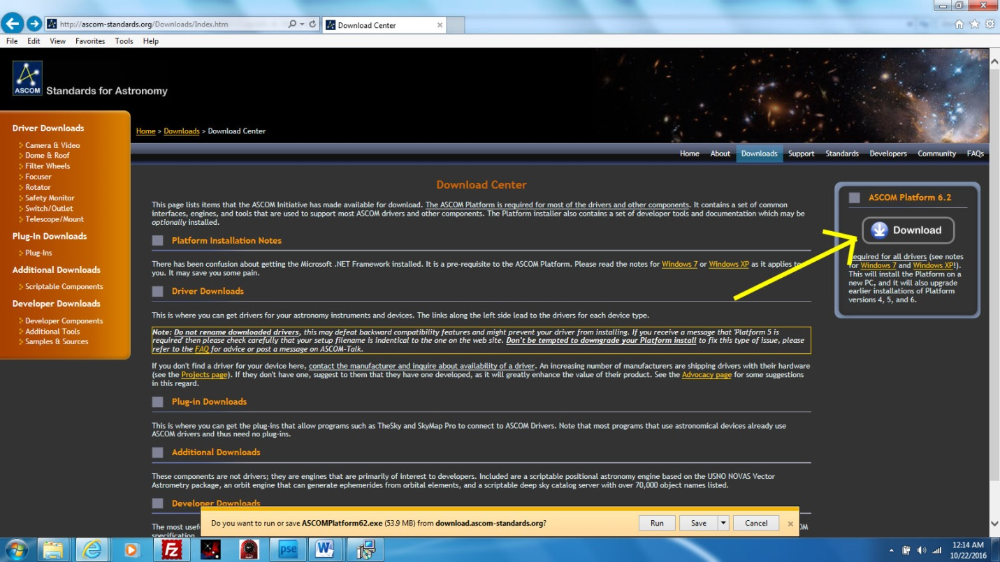 http://ascom-standards.org/Downloads/Index.htm
Download Center
File Edit View Favorites Tools Help
ASCOM
Standards for Astronomy
Home > Downloads > Download Center
Home About Downloads Support Standards Developers Community FAQs
Driver Downloads
Camera & Video
Dome & Roof
Filter Wheels
Focuser
Rotator
Safety Monitor
Switch/Outlet
Telescope/Mount
Plug-In Downloads
Plug-Ins
Additional Downloads
Scriptable Components
Developer Downloads
Developer Components
Additional Tools
Samples & Sources
Download Center
This page lists items that the ASCOM Initiative has made available for download. The ASCOM Platform is required for most of the drivers and other components. It contains a set of common
interfaces, engines, and tools that are used to support most ASCOM drivers and other components. The Platform installer also contains a set of developer tools and documentation which may be
optionally installed.
Platform Installation Notes
There has been confusion about getting the Microsoft .NET Framework installed. It is a pre-requisite to the ASCOM Platform. Please read the notes for Windows 7 or Windows XP as it applies to
you. It may save you some pain.
Driver Downloads
This is where you can get drivers for your astronomy instruments and devices. The links along the left side lead to the drivers for each device type.
Note: Do not rename downloaded drivers, this may defeat backward compatibility features and might prevent your driver from installing. If you receive a message that 'Platform 5 is
required' then please check carefully that your setup filename is indentical to the one on the web site. Don't be tempted to downgrade your Platform install to fix this type of issue, please
refer to the FAQ for advice or post a message on ASCOM-Talk.
If you don't find a driver for your device here, contact the manufacturer and inquire about availability of a driver. An increasing number of manufacturers are shipping drivers with their hardware
(see the Projects page). If they don't have one, suggest to them that they have one developed, as it will greatly enhance the value of their product. See the Advocacy page for some suggestions
in this regard.
Plug-in Downloads
This is where you can get the plug-ins that allow programs such as TheSky and SkyMap Pro to connect to ASCOM Drivers. Note that most programs that use astronomical devices already use
ASCOM drivers and thus need no plug-ins.
Additional Downloads
These components are not drivers; they are engines that are primarily of interest to developers. Included are a scriptable positional astronomy engine based on the USNO NOVAS Vector
Astrometry package, an orbit engine that can generate ephemerides from orbital elements, and a scriptable deep sky catalog server with over 70,000 object names listed.
Developer Downloads
The most
specification
ASCOM Platform 6.2
Download
Required for all drivers (see notes
for Windows 7 and Windows XP!).
This will install the Platform on a
new PC, and it will also upgrade
earlier installations of Platform
versions 4, 5, and 6.
Do you want to run or save ASCOMPlatform62.exe (53.9 MB) from download.ascom-standards.org?
Run Save Cancel
Fz
pse
W
12:14 AM
10/22/2016